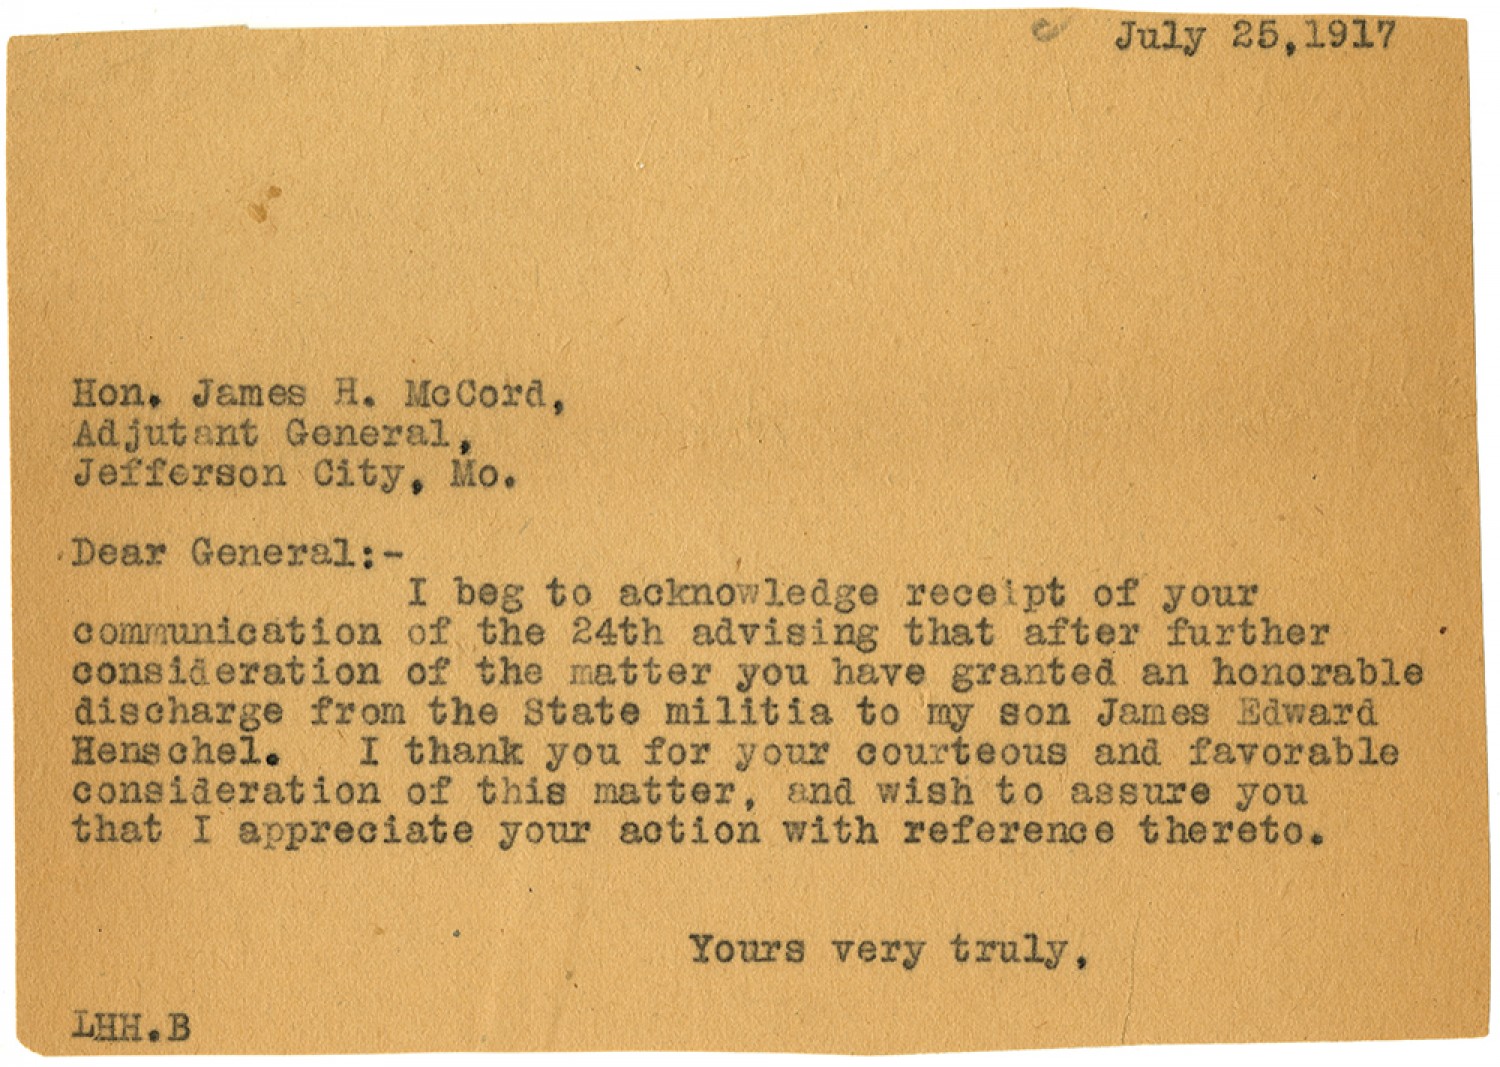 July 25,1917
Hon. James H. McCord,
Adjutant General,
Jefferson City, Mo.
Dear General:-
I beg to acknowledge receipt of your
communication of the 24th advising that after further
consideration of the matter you have granted an honorable
discharge from the State militia to my son James Edward
Henschel. I thank you for your courteous and favorable
consideration of this matter, and wish to assure you
that I appreciate your action with reference thereto.
Yours very truly,
LHH.B